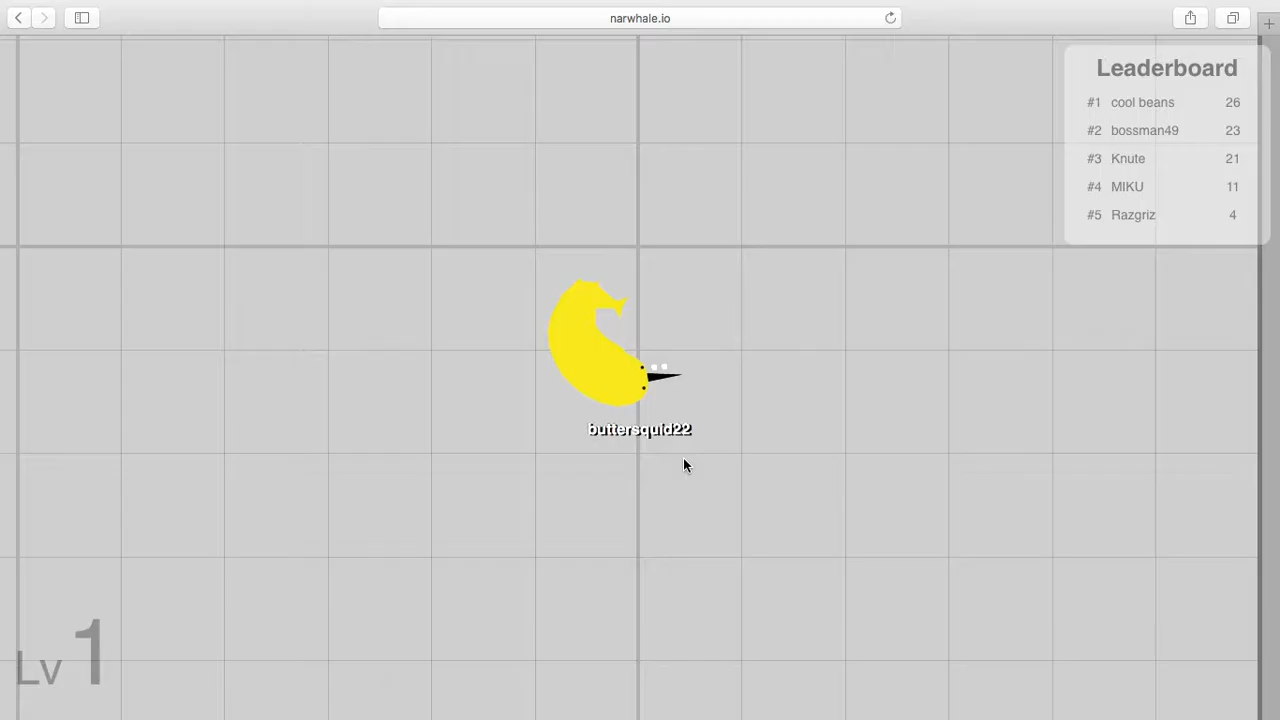 narwhale.io
Leaderboard
#1 cool beans 26
#2 bossman49 23
#3 Knute 21
#4 MIKU 11
#5 Razgriz 4
buttersquid22
Lv 1